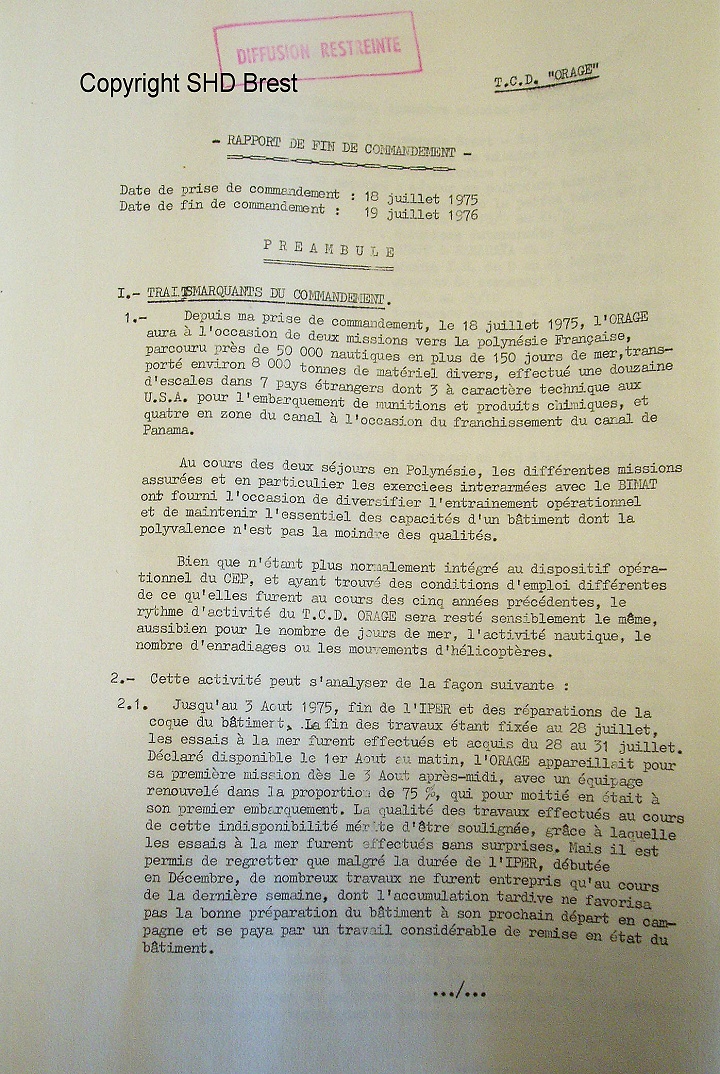 DIFFUSION RESTREINTE
Copyright SHD Brest
T.C.D. "ORAGE"
- RAPPORT DE FIN DE COMMANDEMENT -
Date de prise de commandement : 18 juillet 1975
Date de fin de commandement : 19 juillet 1976
P R E A M B U L E
I.- TRAITSMARQUANTS DU COMMANDEMENT.
1.- Depuis ma prise de commandement, le 18 juillet 1975, l'ORAGE
aura à l'occasion de deux missions vers la polynésie Française,
parcouru près de 50 000 nautiques en plus de 150 jours de mer, trans-
porté environ 8 000 tonnes de matériel divers, effectué une douzaine
d'escales dans 7 pays étrangers dont 3 à caractère technique aux
U.S.A. pour l'embarquement de munitions et produits chimiques, et
quatre en zone du canal à l'occasion du franchissement du canal de
Panama.
Au cours des deux séjours en Polynésie, les différentes missions
assurées et en particulier les exercices interarmées avec le BIMAT
ont fourni l'occasion de diversifier l'entrainement opérationnel
et de maintenir l'essentiel des capacités d'un bâtiment dont la
polyvalence n'est pas la moindre des qualités.
Bien que n'étant plus normalement intégré au dispositif opéra-
tionnel du CEP, et ayant trouvé des conditions d'emploi différentes
de ce qu'elles furent au cours des cinq années précédentes, le
rythme d'activité du T.C.D. ORAGE sera resté sensiblement le même,
aussibien pour le nombre de jours de mer, l'activité nautique, le
nombre d'enradiages ou les mouvements d'hélicoptères.
2.- Cette activité peut s'analyser de la façon suivante :
2.1. Jusqu'au 3 Aout 1975, fin de l'IPER et des réparations de la
coque du bâtiment. La fin des travaux étant fixée au 28 juillet,
les essais à la mer furent effectués et acquis du 28 au 31 juillet.
Déclaré disponible le 1er Aout au matin, l'ORAGE appareillait pour
sa première mission dès le 3 Aout après-midi, avec un équipage
renouvelé dans la proportion de 75 %, qui pour moitié en était à
son premier embarquement. La qualité des travaux effectués au cours
de cette indisponibilité mérite d'être soulignée, grâce à laquelle
les essais à la mer furent effectués sans surprises. Mais il est
permis de regretter que malgré la durée de l'IPER, débutée
en Décembre, de nombreux travaux ne furent entrepris qu'au cours
de la dernière semaine, dont l'accumulation tardive ne favorisa
pas la bonne préparation du bâtiment à son prochain départ en cam-
pagne et se paya par un travail considérable de remise en état du
bâtiment.
.../...